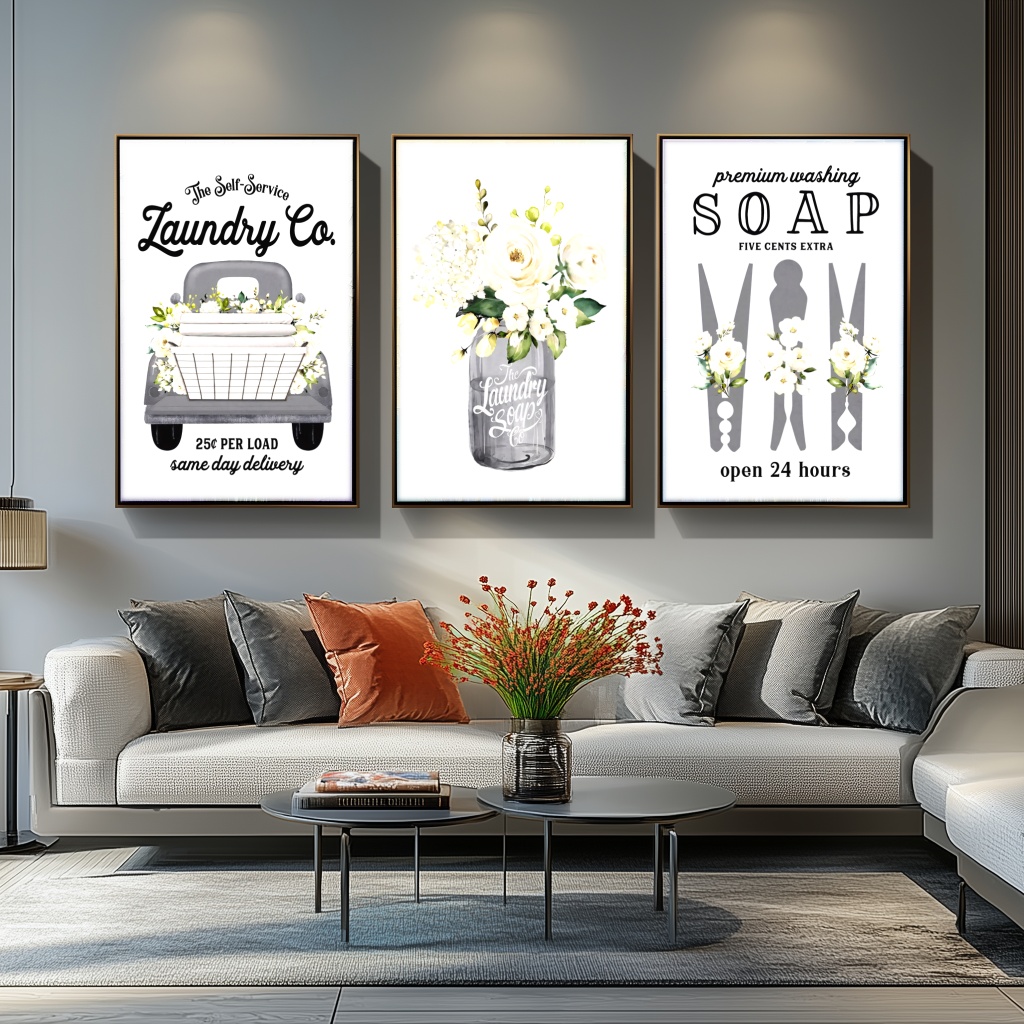 The Self-Service
Laundry Co.
25¢ PER LOAD
same day delivery
The
Laundry
Soap
Co
premium washing
SOAP
FIVE CENTS EXTRA
open 24 hours